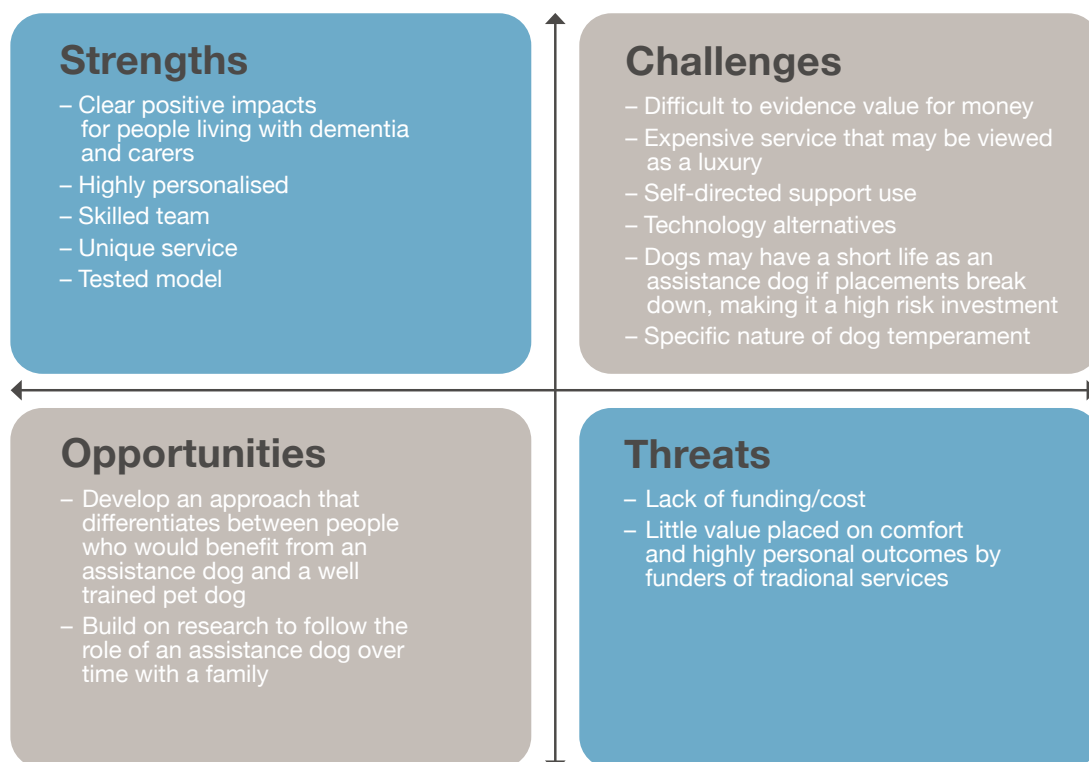 Strengths
– Clear positive impacts
for people living with dementia
and carers
– Highly personalised
– Skilled team
– Unique service
– Tested model
Challenges
– Difficult to evidence value for money
– Expensive service that may be viewed
as a luxury
– Self-directed support use
– Technology alternatives
– Dogs may have a short life as an
assistance dog if placements break
down, making it a high risk investment
– Specific nature of dog temperament
Opportunities
– Develop an approach that
differentiates between people
who would benefit from an
assistance dog and a well
trained pet dog
– Build on research to follow the
role of an assistance dog over
time with a family
Threats
– Lack of funding/cost
– Little value placed on comfort
and highly personal outcomes by
funders of tradional services